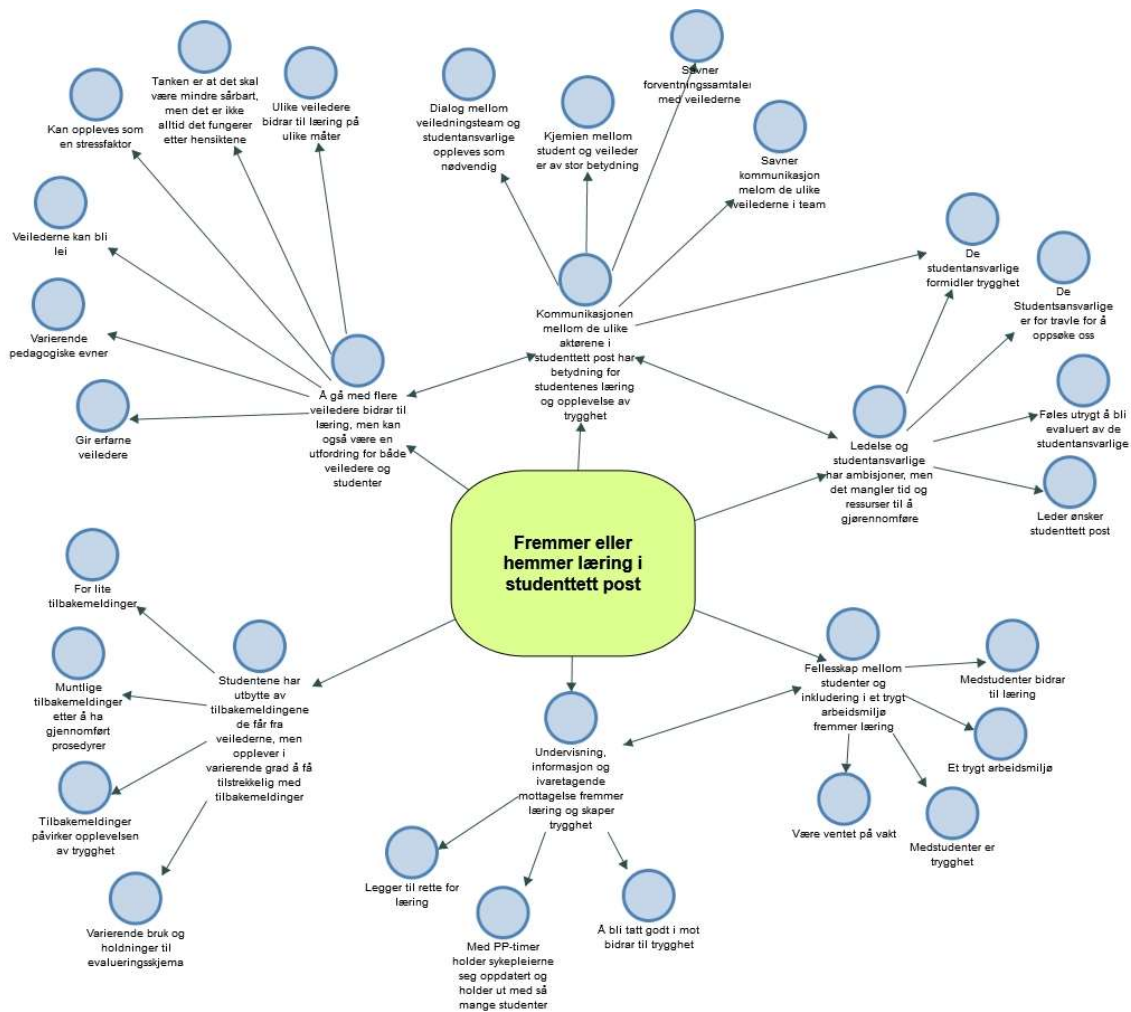 Tanken er at det skal
være mindre sårbart,
men det er ikke
alltid det fungerer
etter hensiktene
Kan oppleves som
en stressfaktor
Ulike veiledere
bidrar til læring på
ulike måter
Veilederne kan bli
lei
Varierende
pedagogiske evner
Gir erfarne
veiledere
Å gå med flere
veiledere bidrar til
læring, men kan
også være en
utfordring for både
veiledere og
studenter
Dialog mellom
veiledningsteam og
studentansvarlige
oppleves som
nødvendig
Kjemien mellom
student og veileder
er av stor betydning
Savner
forventningssamtaler
med veilederne
Savner
kommunikasjon
melom de ulike
veilederne i team
Kommunikasjonen
mellom de ulike
aktørene i
studenttett post har
betydning for
studentenes læring
og opplevelse av
trygghet
De
studentansvarlige
formidler trygghet
De
Studentsansvarlige
er for travle for å
oppsøke oss
Føles utrygt å bli
evaluert av de
studentansvarlige
Leder ønsker
studenttett post
Ledelse og
studentansvarlige
har ambisjoner, men
det mangler tid og
ressurser til å
gjørennomføre
Fremmer eller
hemmer læring i
studenttett post
For lite
tilbakemeldinger
Muntlige
tilbakemeldinger
etter å ha
gjennomført
prosedyrer
Tilbakemeldinger
påvirker opplevelsen
av trygghet
Varierende bruk og
holdninger til
evalueringsskjema
Studentene har
utbytte av
tilbakemeldingene
de får fra
veilederne, men
opplever i
varierende grad å få
tilstrekkelig med
tilbakemeldinger
Undervisning,
informasjon og
ivaretagende
mottagelse fremmer
læring og skaper
trygghet
Legger til rette for
læring
Med PP-timer
holder sykepleierne
seg oppdatert og
holder ut med så
mange studenter
Å bli tatt godt i mot
bidrar til trygghet
Fellesskap mellom
studenter og
inkludering i et trygt
arbeidsmiljø
fremmer læring
Medstudenter bidrar
til læring
Et trygt arbeidsmiljø
Være ventet på vakt
Medstudenter er
trygghet